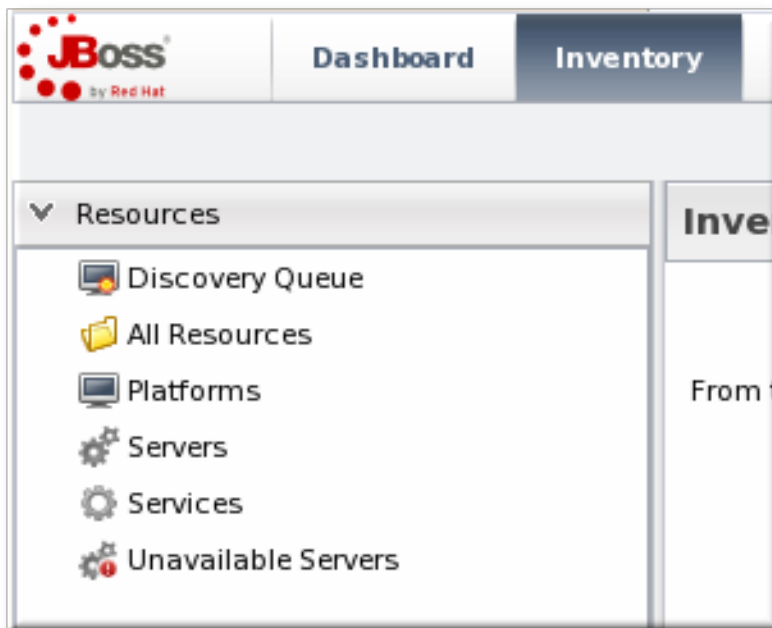 JBoss
by Red Hat
Dashboard
Inventory
Resources
Inve
Discovery Queue
All Resources
Platforms
From t
Servers
Services
Unavailable Servers